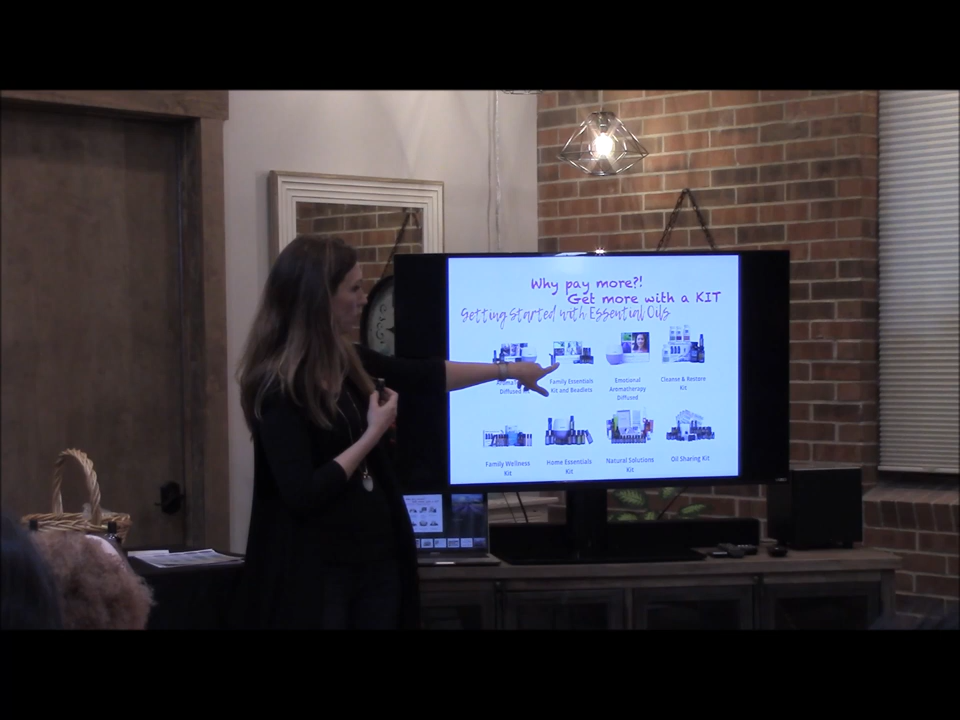 Why pay more?!
Get more with a KIT
Getting Started with Essential Oils
Family Essentials
Kit and Beadlets
Emotional
Aromatherapy
Diffused
Cleanse & Restore
Kit
Family Wellness
Kit
Home Essentials
Kit
Natural Solutions
Kit
Oil Sharing Kit